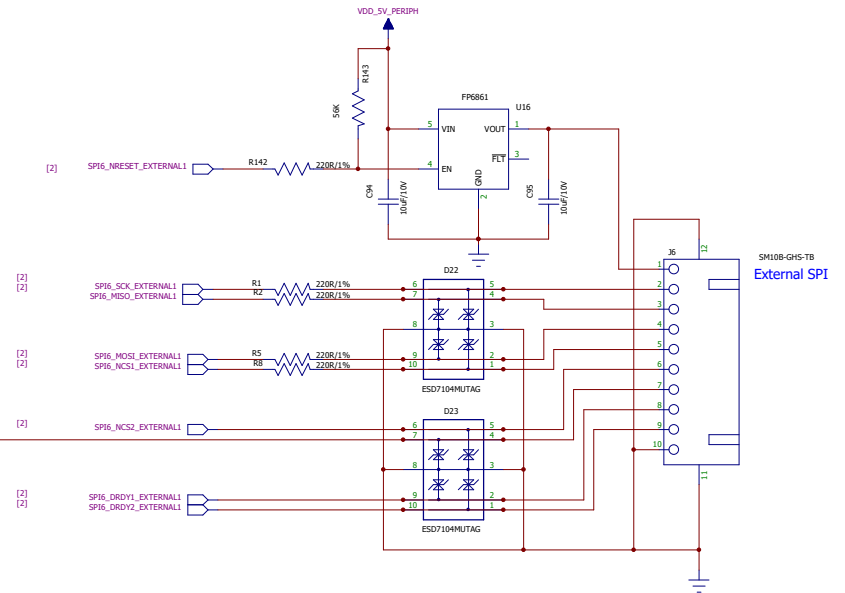 VDD_5V_PERIPH
R143
56K
FP6861
U16
5 VIN VOUT 1
FLT 3
4 EN
GND
2
[2] SPI6_NRESET_EXTERNAL1 R142 220R/1%
C94 10uF/10V
C95 10uF/10V
J6
12
SM10B-GHS-TB
External SPI
D22
[2] SPI6_SCK_EXTERNAL1 R1 220R/1% 6 5
[2] SPI6_MISO_EXTERNAL1 R2 220R/1% 7 4
8 3
[2] SPI6_MOSI_EXTERNAL1 R5 220R/1% 9 2
[2] SPI6_NCS1_EXTERNAL1 R8 220R/1% 10 1
ESD7104MUTAG
D23
[2] SPI6_NCS2_EXTERNAL1 6 5
7 4
8 3
[2] SPI6_DRDY1_EXTERNAL1 9 2
[2] SPI6_DRDY2_EXTERNAL1 10 1
ESD7104MUTAG
1
2
3
4
5
6
7
8
9
10
11